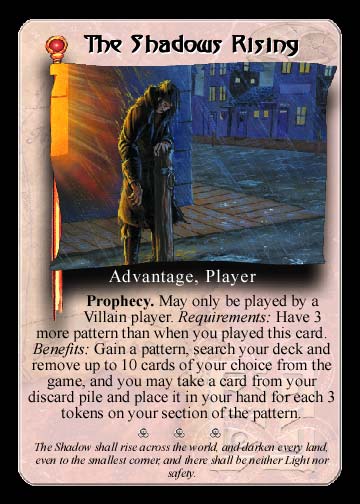 The Shadows Rising
Advantage, Player
Prophecy. May only be played by a
Villain player. Requirements: Have 3
more pattern than when you played this card.
Benefits: Gain a pattern, search your deck and
remove up to 10 cards of your choice from the
game, and you may take a card from your
discard pile and place it in your hand for each 3
tokens on your section of the pattern.
The Shadow shall rise across the world, and darken every land,
even to the smallest corner, and there shall be neither Light nor
safety.